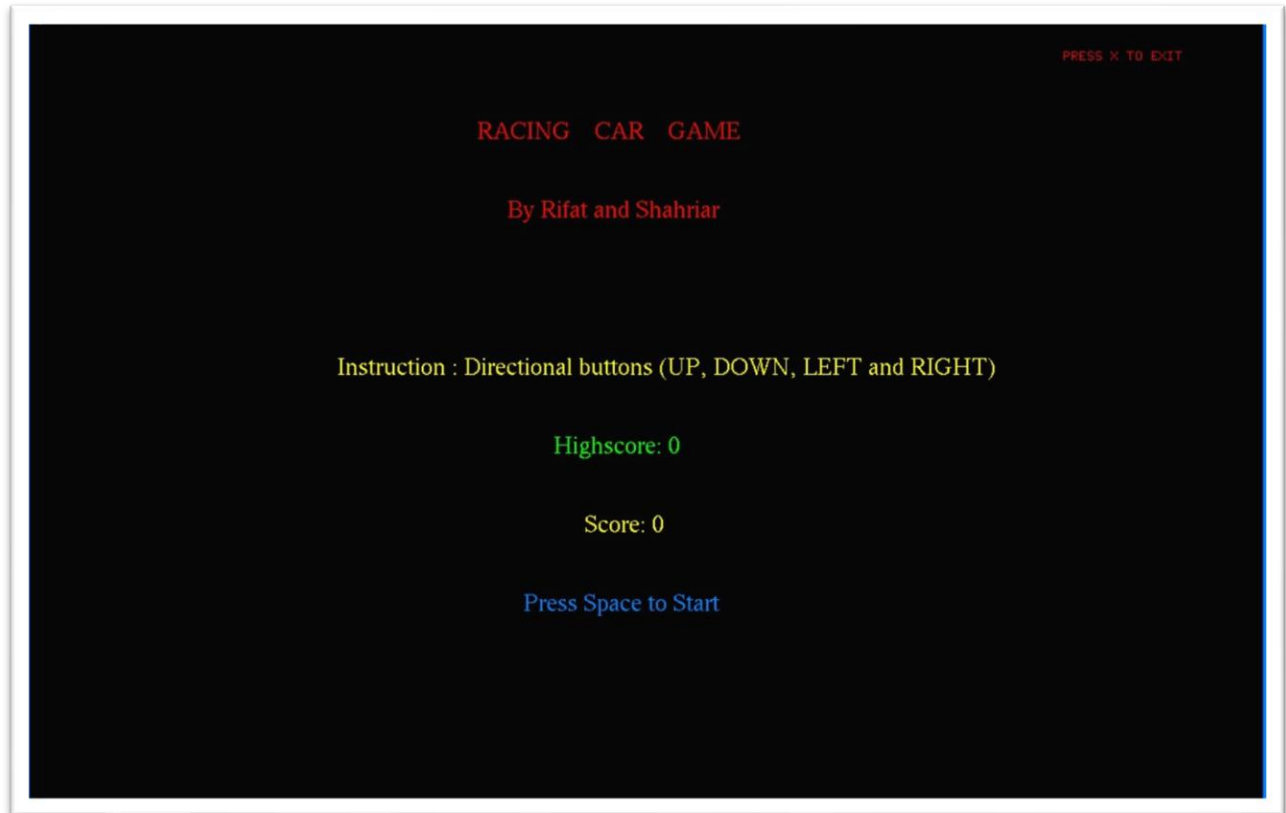 PRESS X TO EXIT
RACING CAR GAME
By Rifat and Shahriar
Instruction : Directional buttons (UP, DOWN, LEFT and RIGHT)
Highscore: 0
Score: 0
Press Space to Start